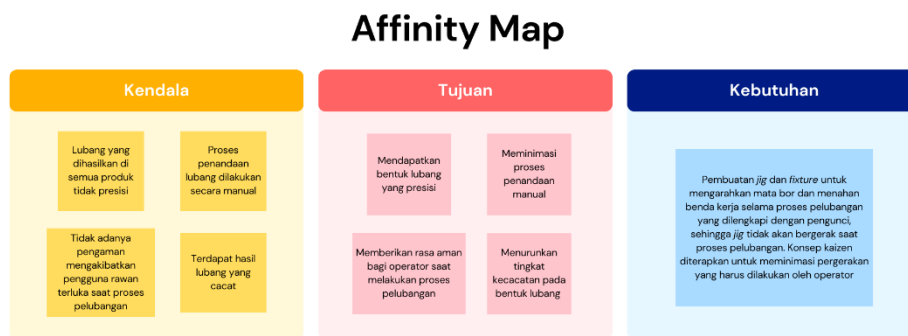 Affinity Map
Kendala
Lubang yang
dihasilkan di
semua produk
tidak presisi
Proses
penandaan
lubang dilakukan
secara manual
Tidak adanya
pengaman
mengakibatkan
pengguna rawan
terluka saat proses
pelubangan
Terdapat hasil
lubang yang
cacat
Tujuan
Mendapatkan
bentuk lubang
yang presisi
Meminimasi
proses
penandaan
manual
Memberikan rasa aman
bagi operator saat
melakukan proses
pelubangan
Menurunkan
tingkat
kecacatan pada
bentuk lubang
Kebutuhan
Pembuatan jig dan fixture untuk
mengarahkan mata bor dan menahan
benda kerja selama proses pelubangan
yang dilengkapi dengan pengunci,
sehingga jig tidak akan bergerak saat
proses pelubangan. Konsep kaizen
diterapkan untuk meminimasi pergerakan
yang harus dilakukan oleh operator